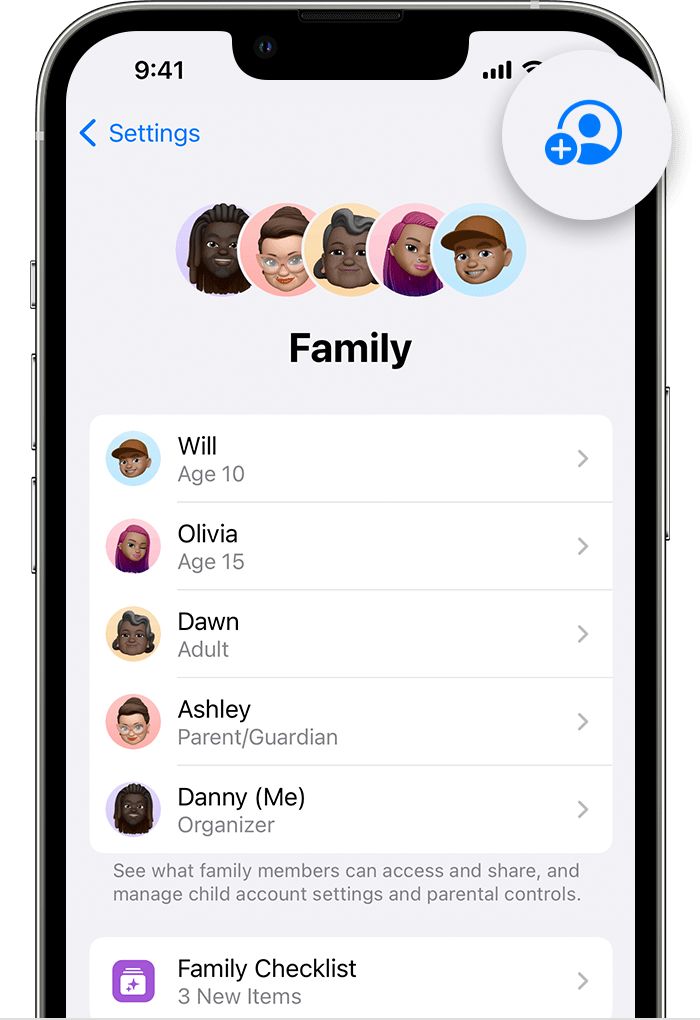 9:41
Settings
Family
Will
Age 10
Olivia
Age 15
Dawn
Adult
Ashley
Parent/Guardian
Danny (Me)
Organizer
See what family members can access and share, and
manage child account settings and parental controls.
Family Checklist
3 New Items